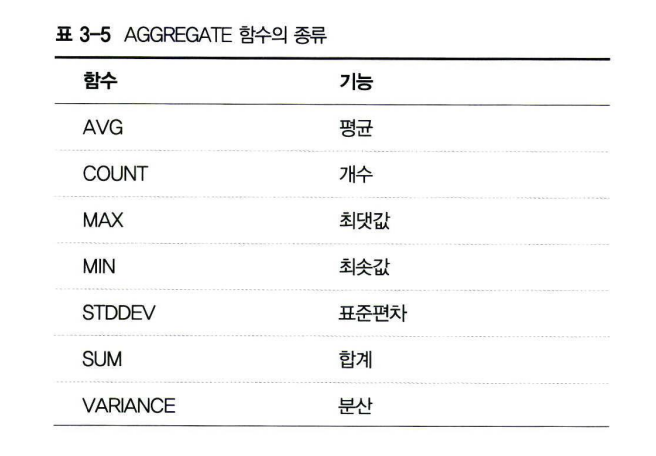 표 3-5 AGGREGATE 함수의 종류
함수 기능
AVG 평균
COUNT 개수
MAX 최댓값
MIN 최솟값
STDDEV 표준편차
SUM 합계
VARIANCE 분산